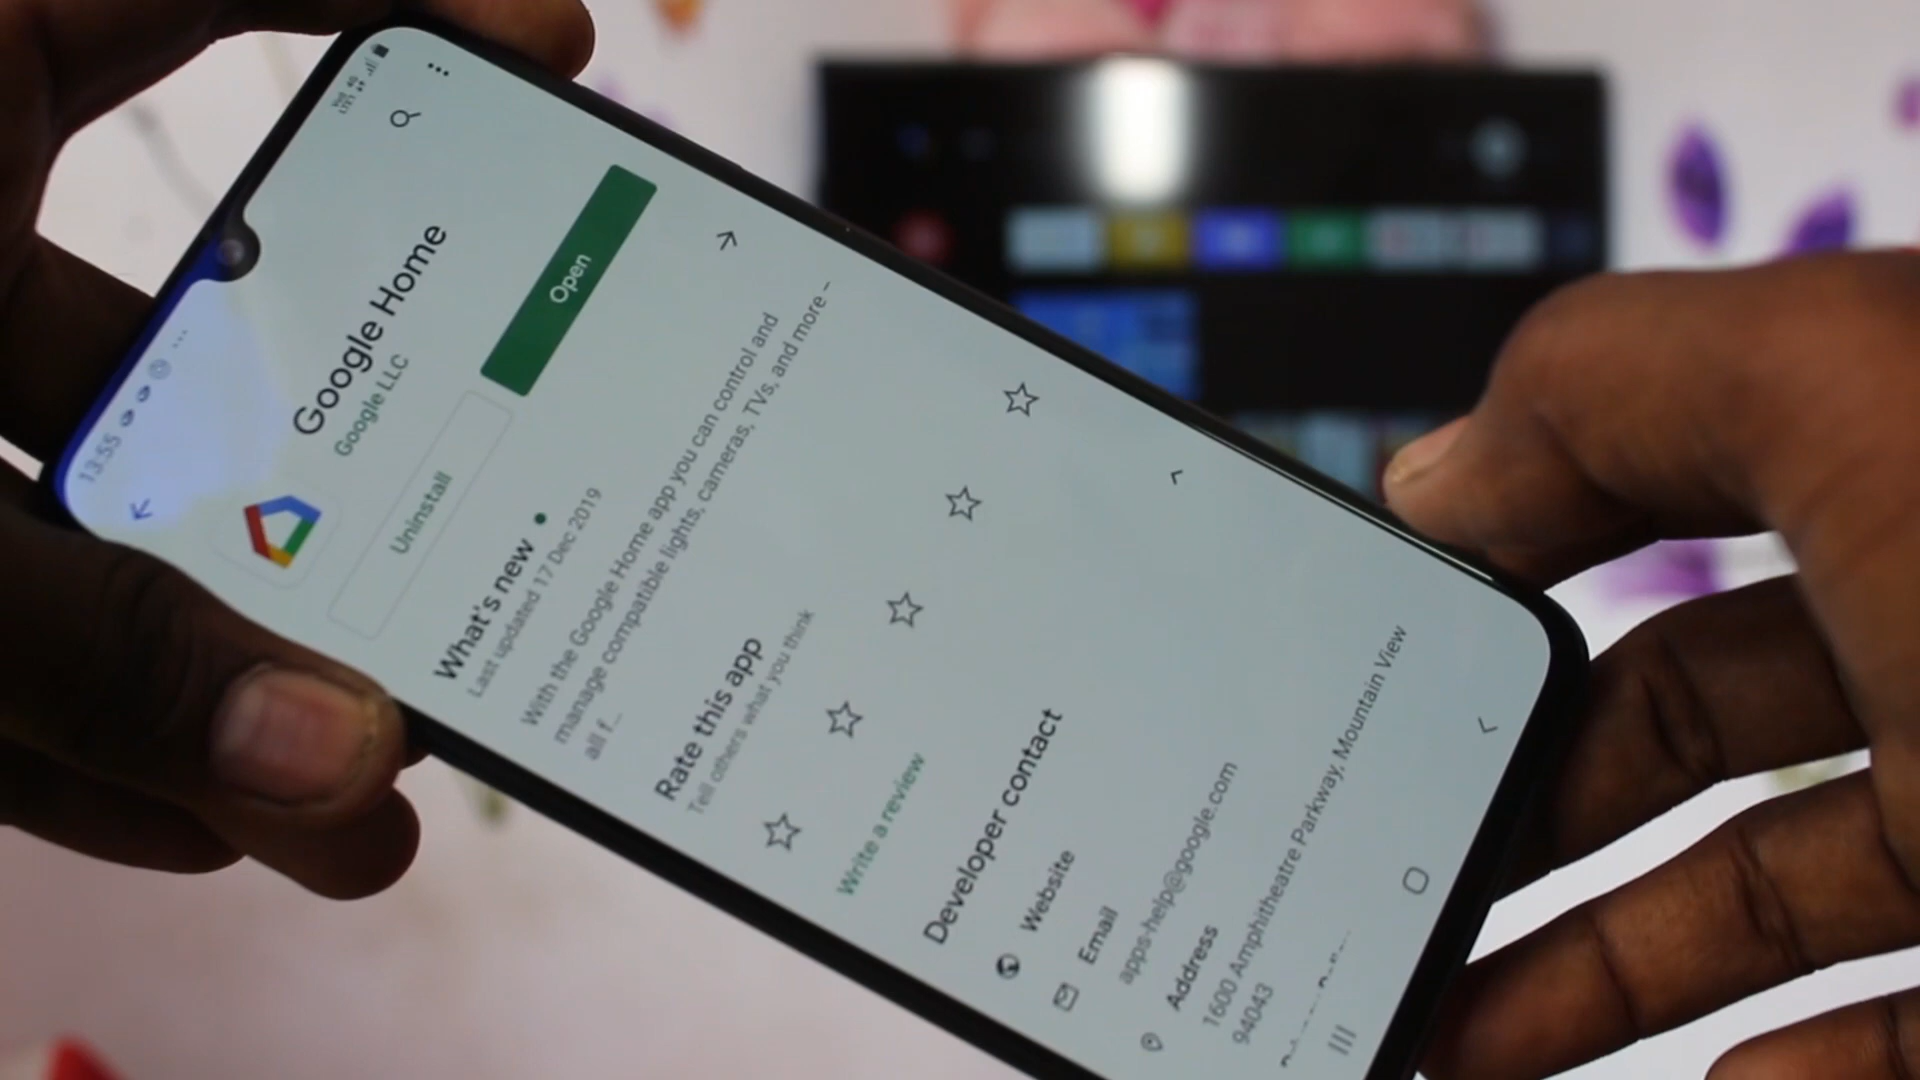 13:55
Google Home
Google LLC
Uninstall
Open
What's new
Last updated 17 Dec 2019
With the Google Home app you can control and
manage compatible lights, cameras, TVs, and more –
all f...
Rate this app
Tell others what you think
Write a review
Developer contact
Website
Email
apps-help@google.com
Address
1600 Amphitheatre Parkway, Mountain View
94043